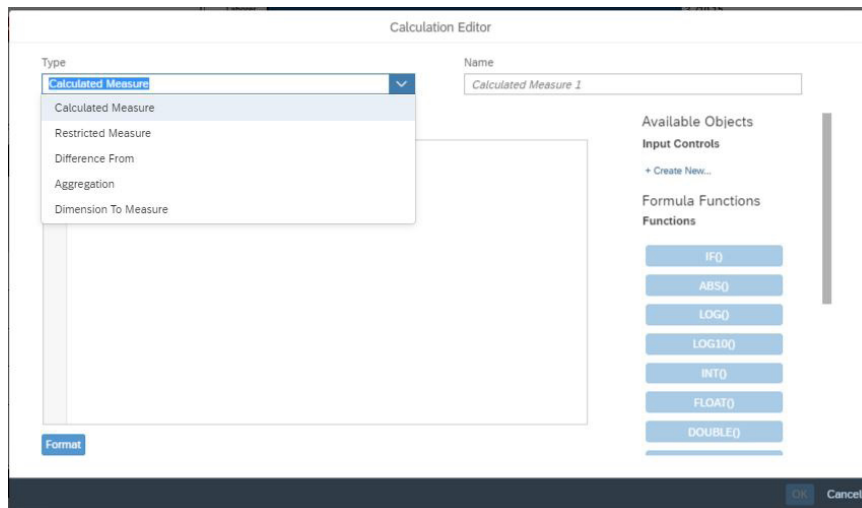 Calculation Editor
Type
Name
Calculated Measure
Calculated Measure 1
Calculated Measure
Restricted Measure
Difference From
Aggregation
Dimension To Measure
Available Objects
Input Controls
+ Create New...
Formula Functions
Functions
IF()
ABS()
LOG()
LOG10()
INT()
FLOAT()
DOUBLE()
Format
OK
Cancel